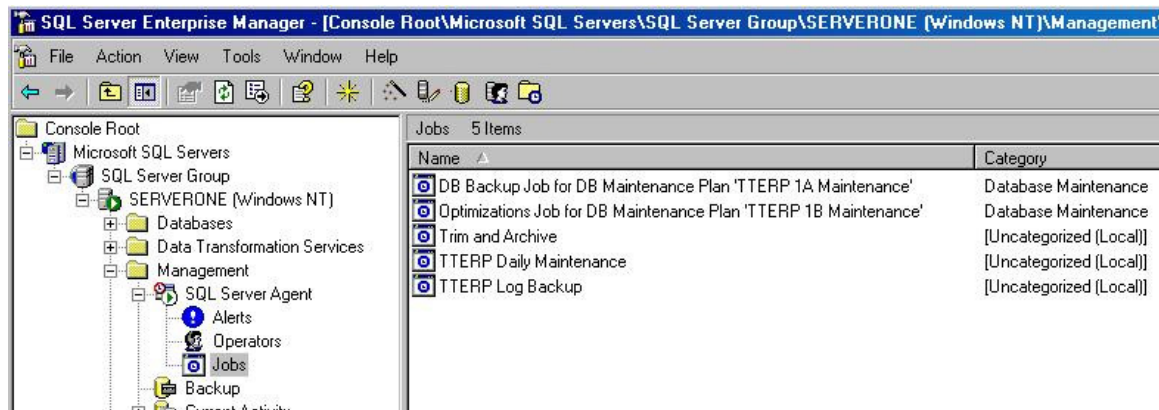 SQL Server Enterprise Manager - [Console Root\Microsoft SQL Servers\SQL Server Group\SERVERONE (Windows NT)\Management\
File Action View Tools Window Help
Console Root
Microsoft SQL Servers
SQL Server Group
SERVERONE (Windows NT)
Databases
Data Transformation Services
Management
SQL Server Agent
Alerts
Operators
Jobs
Backup
Current Activity
Jobs 5 Items
Name Category
DB Backup Job for DB Maintenance Plan 'TTERP 1A Maintenance' Database Maintenance
Optimizations Job for DB Maintenance Plan 'TTERP 1B Maintenance' Database Maintenance
Trim and Archive [Uncategorized (Local)]
TTERP Daily Maintenance [Uncategorized (Local)]
TTERP Log Backup [Uncategorized (Local)]